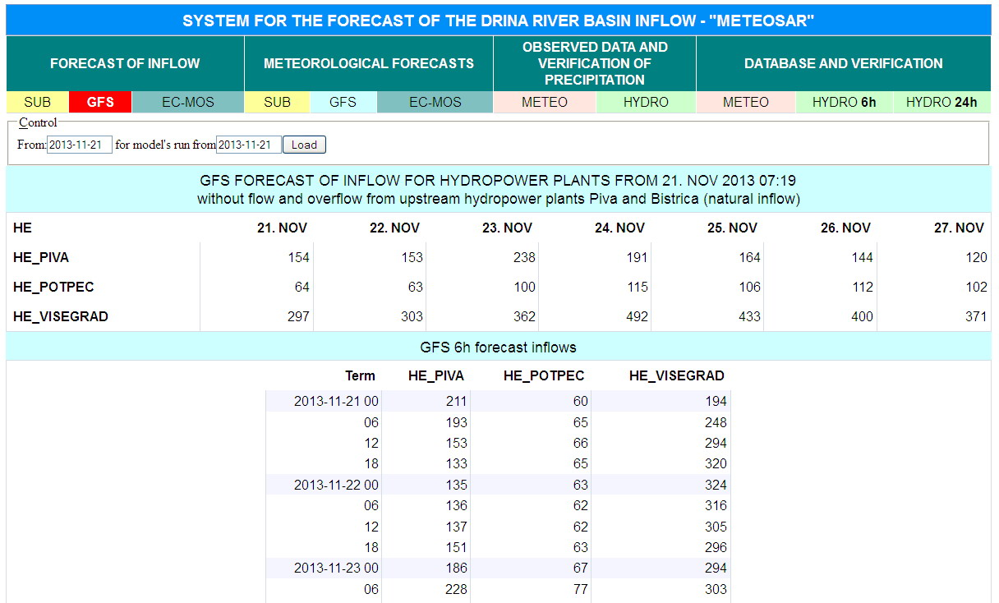 SYSTEM FOR THE FORECAST OF THE DRINA RIVER BASIN INFLOW - "METEOSAR"
FORECAST OF INFLOW METEOROLOGICAL FORECASTS OBSERVED DATA AND VERIFICATION OF PRECIPITATION DATABASE AND VERIFICATION
SUB GFS EC-MOS SUB GFS EC-MOS METEO HYDRO METEO HYDRO 6h HYDRO 24h
Control
From: 2013-11-21 for model's run from 2013-11-21 Load
GFS FORECAST OF INFLOW FOR HYDROPOWER PLANTS FROM 21. NOV 2013 07:19
without flow and overflow from upstream hydropower plants Piva and Bistrica (natural inflow)
HE 21. NOV 22. NOV 23. NOV 24. NOV 25. NOV 26. NOV 27. NOV
HE_PIVA 154 153 238 191 164 144 120
HE_POTPEC 64 63 100 115 106 112 102
HE_VISEGRAD 297 303 362 492 433 400 371
GFS 6h forecast inflows
Term HE_PIVA HE_POTPEC HE_VISEGRAD
2013-11-21 00 211 60 194
06 193 65 248
12 153 66 294
18 133 65 320
2013-11-22 00 135 63 324
06 136 62 316
12 137 62 305
18 151 63 296
2013-11-23 00 186 67 294
06 228 77 303